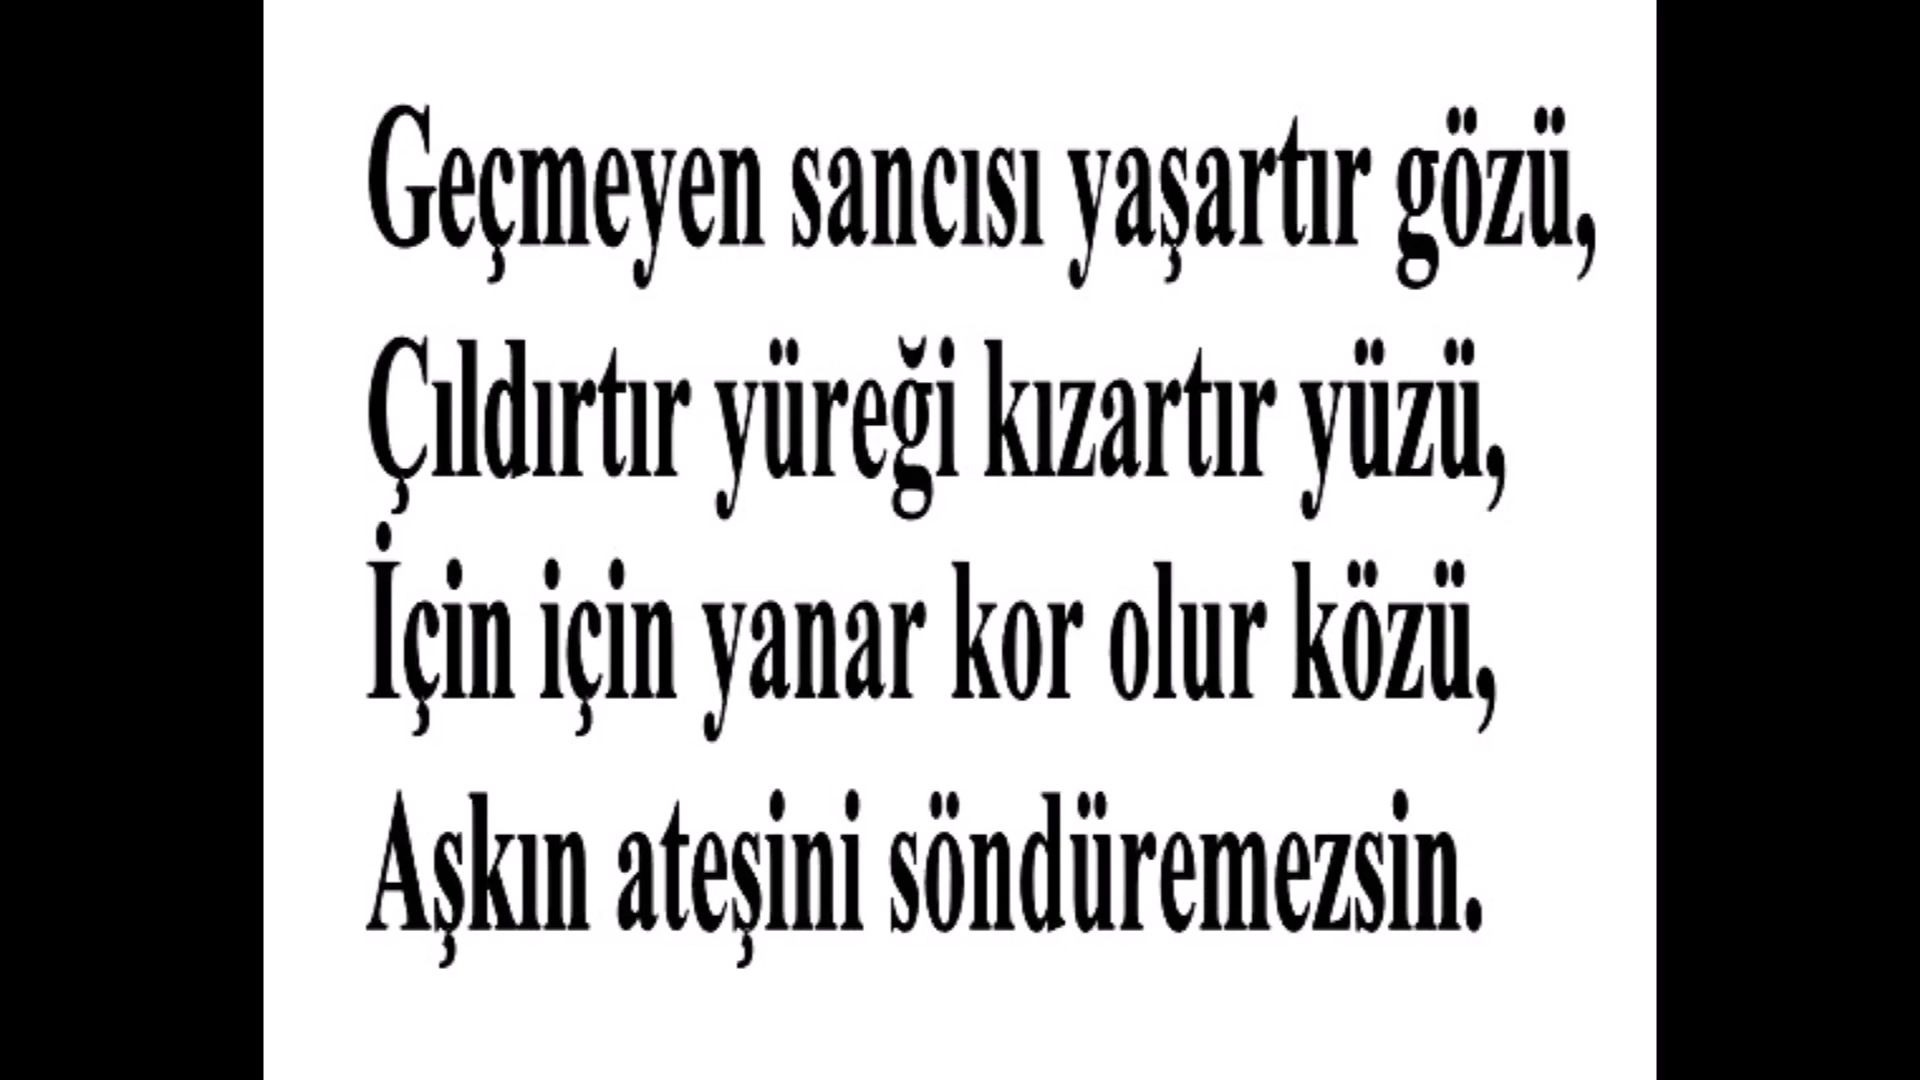 Geçmeyen sancısı yaşartır gözü,
Çıldırtır yüreği kızartır yüzü,
İçin için yanar kor olur közü,
Aşkın ateşini söndüremezsin.